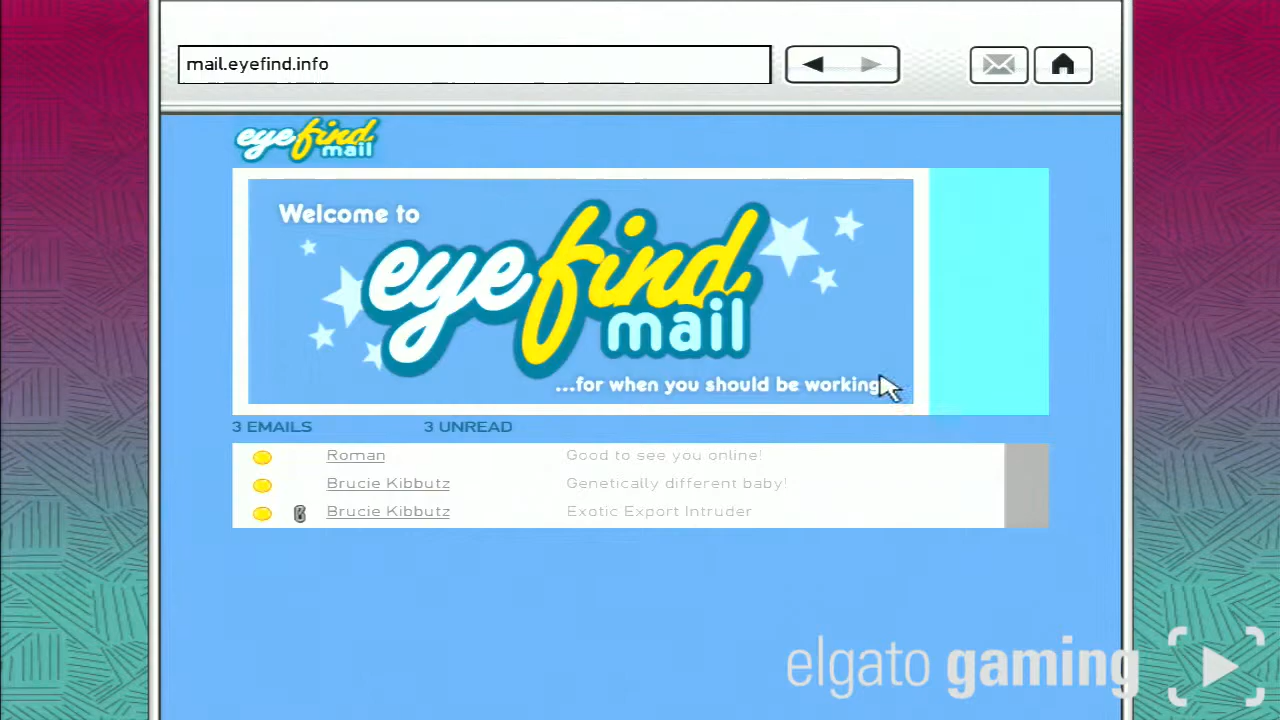 mail.eyefind.info
eyefind
mail
Welcome to
eyefind
mail
...for when you should be working
3 EMAILS 3 UNREAD
Roman Good to see you online!
Brucie Kibbutz Genetically different baby!
Brucie Kibbutz Exotic Export Intruder
elgato gaming